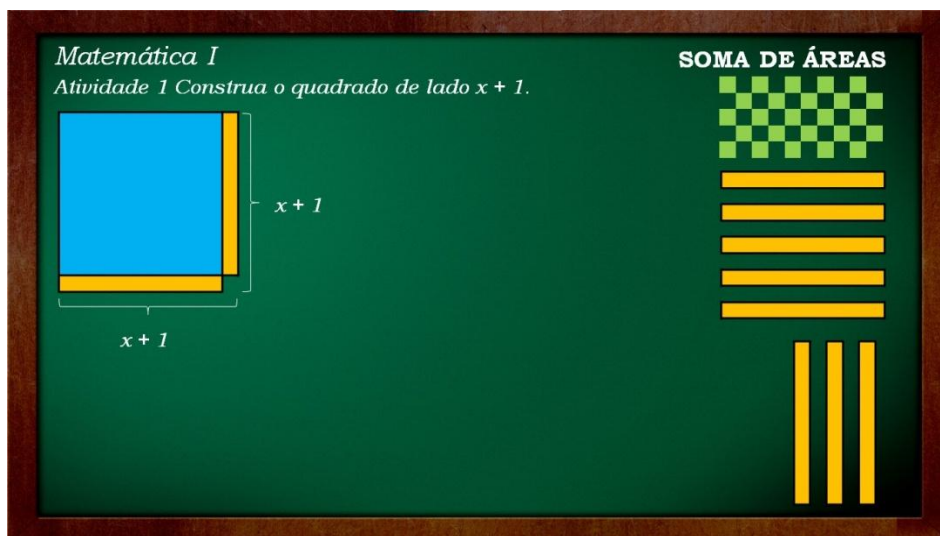 Matemática I
SOMA DE ÁREAS
Atividade 1 Construa o quadrado de lado x + 1.
x + 1
x + 1